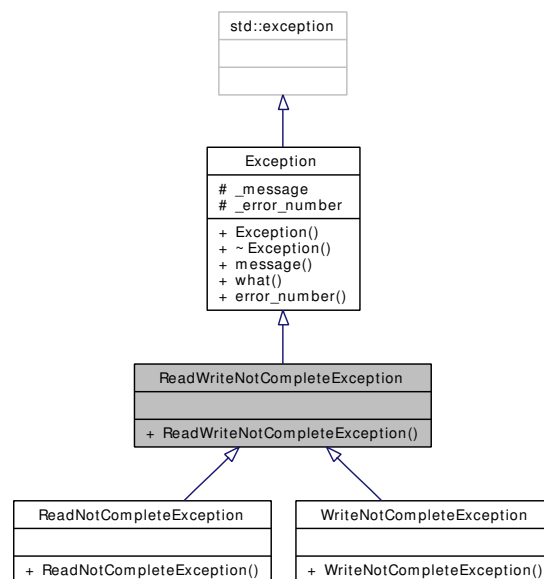 std::exception
Exception
# _message
# _error_number
+ Exception()
+ ~Exception()
+ message()
+ what()
+ error_number()
ReadWriteNotCompleteException
+ ReadWriteNotCompleteException()
ReadNotCompleteException
+ ReadNotCompleteException()
WriteNotCompleteException
+ WriteNotCompleteException()